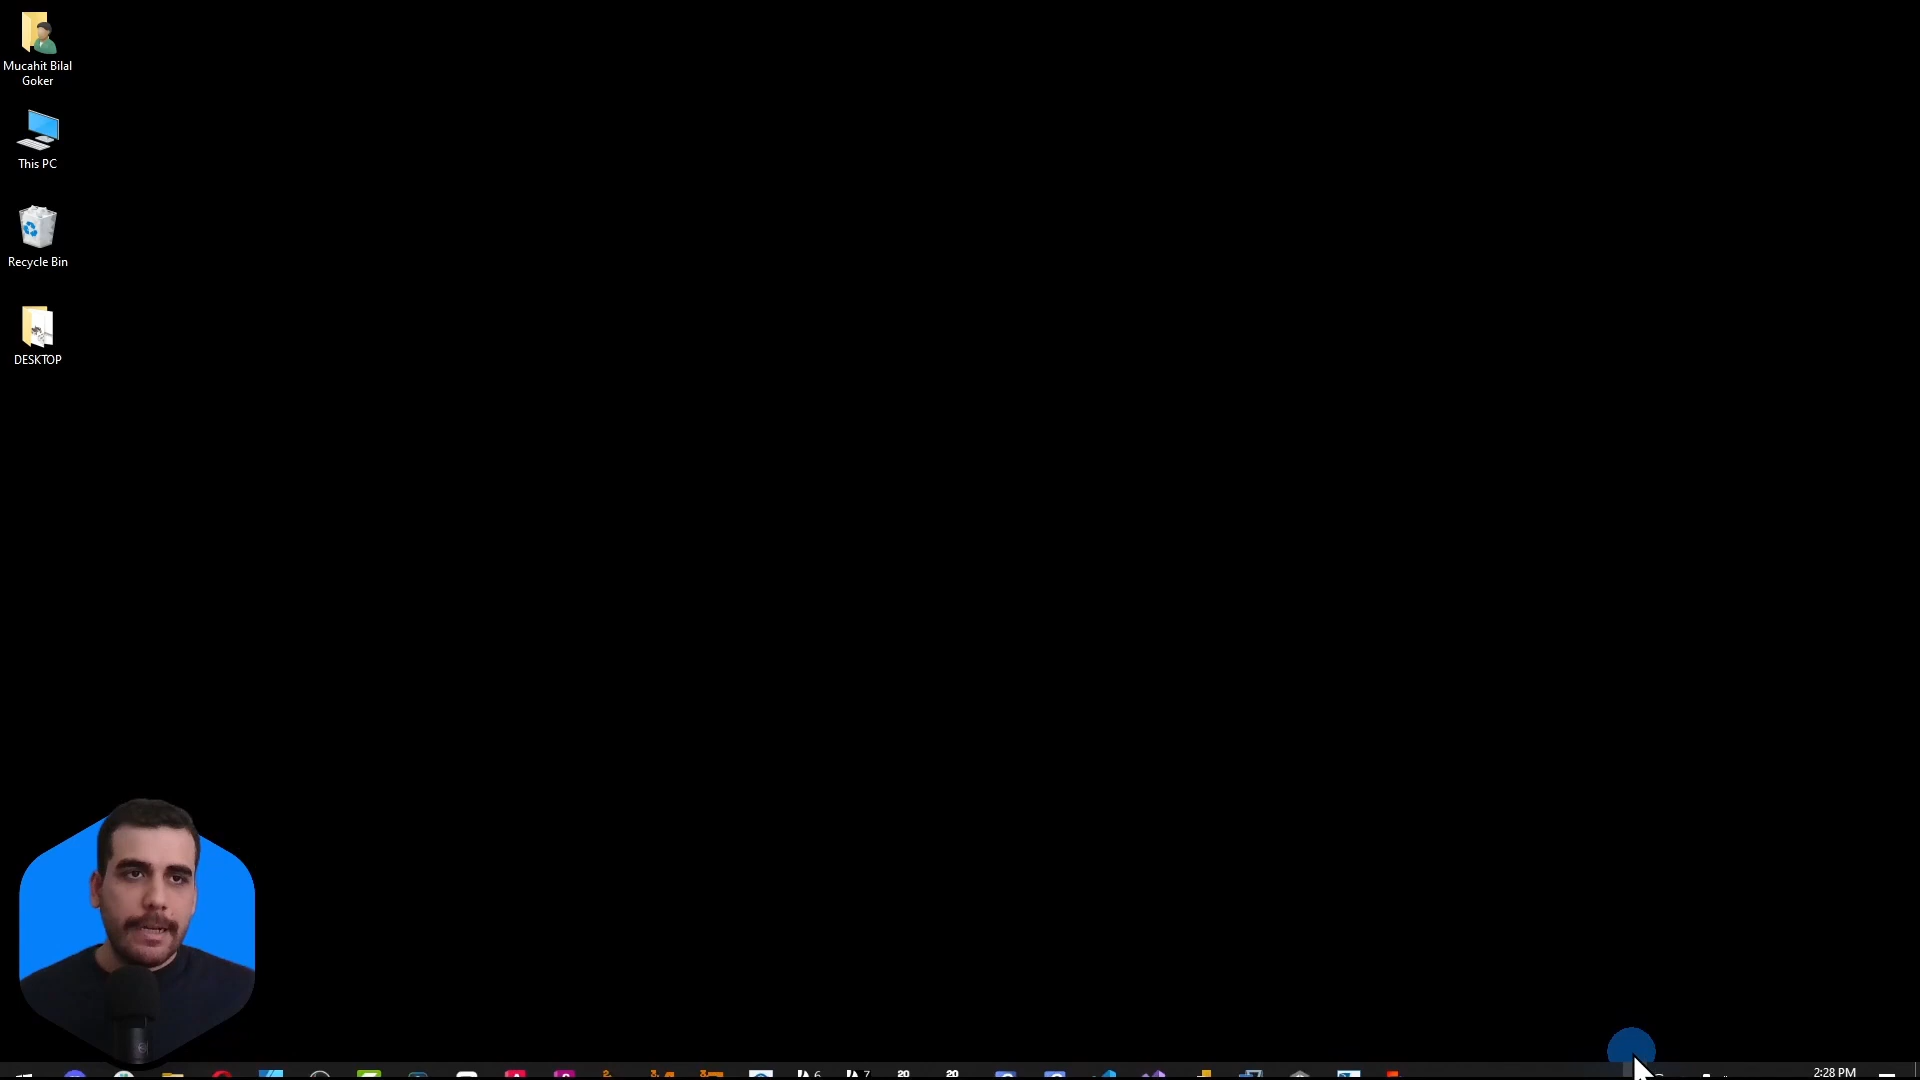 Mucahit Bilal
Goker
This PC
Recycle Bin
DESKTOP
2:28 PM